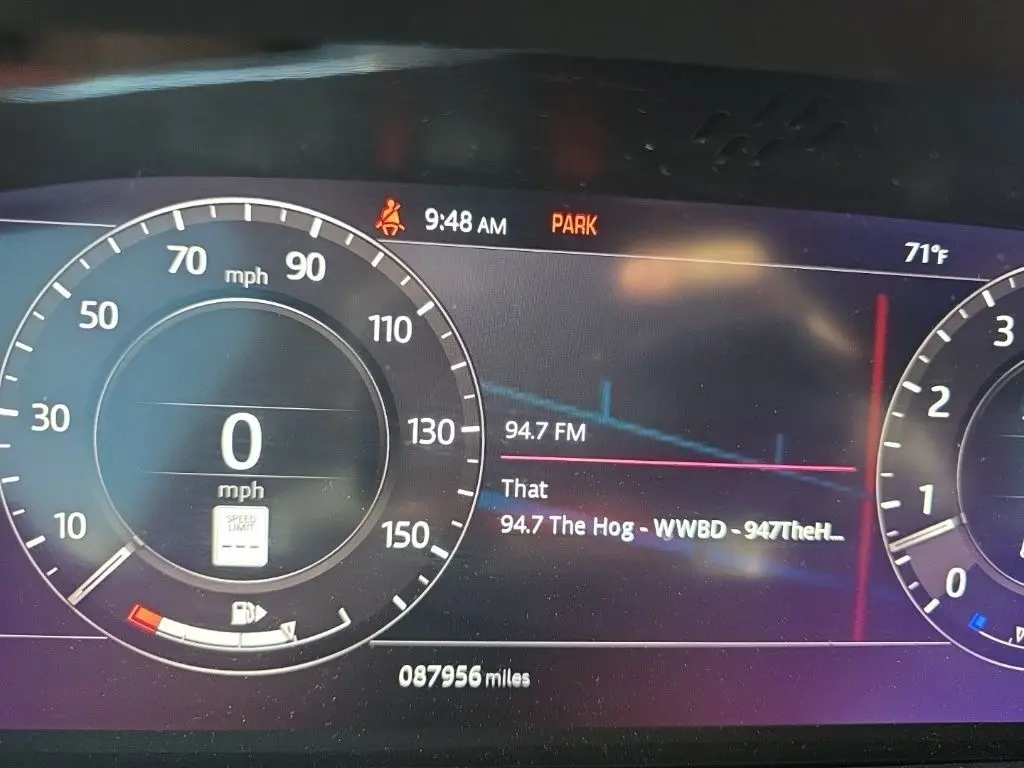 9:48 AM
PARK
71°F
70
mph
90
50
110
30
130
10
150
0
mph
SPEED
LIMIT
---
94.7 FM
That
94.7 The Hog - WWBD - 947TheH...
3
2
1
0
087956 miles